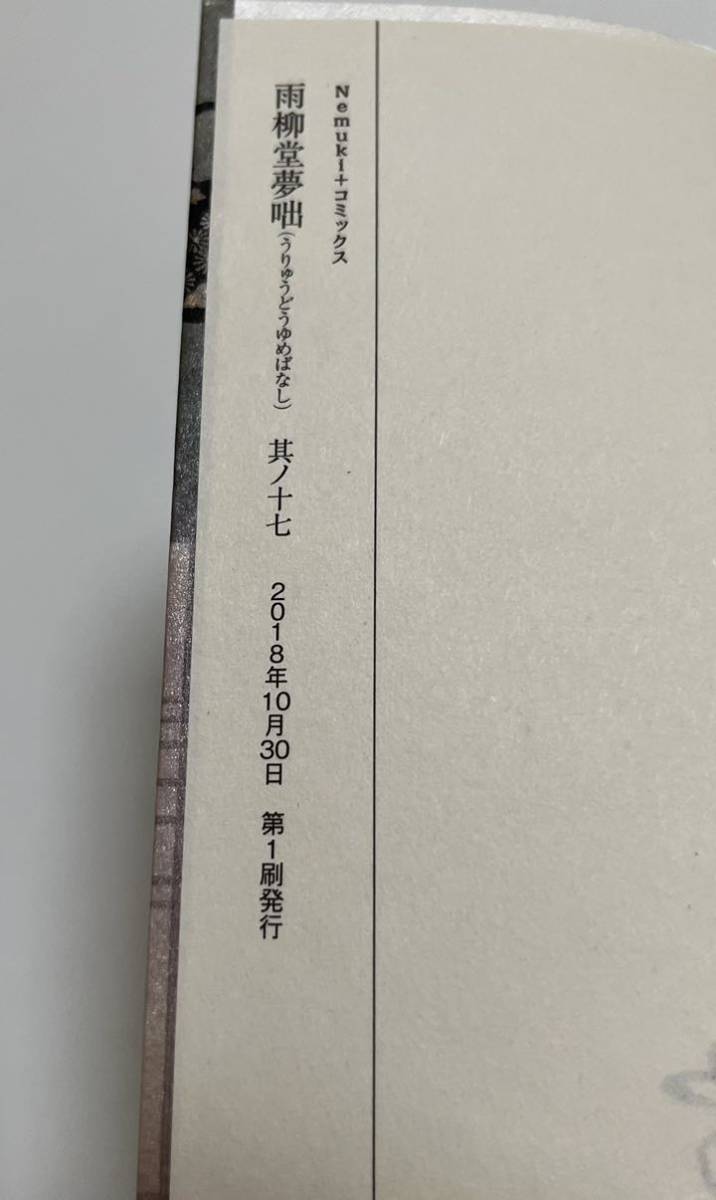 Nemuki+コミックス
雨柳堂夢咄(うりゅうどうゆめばなし) 其ノ十七 2018年10月30日 第1刷発行